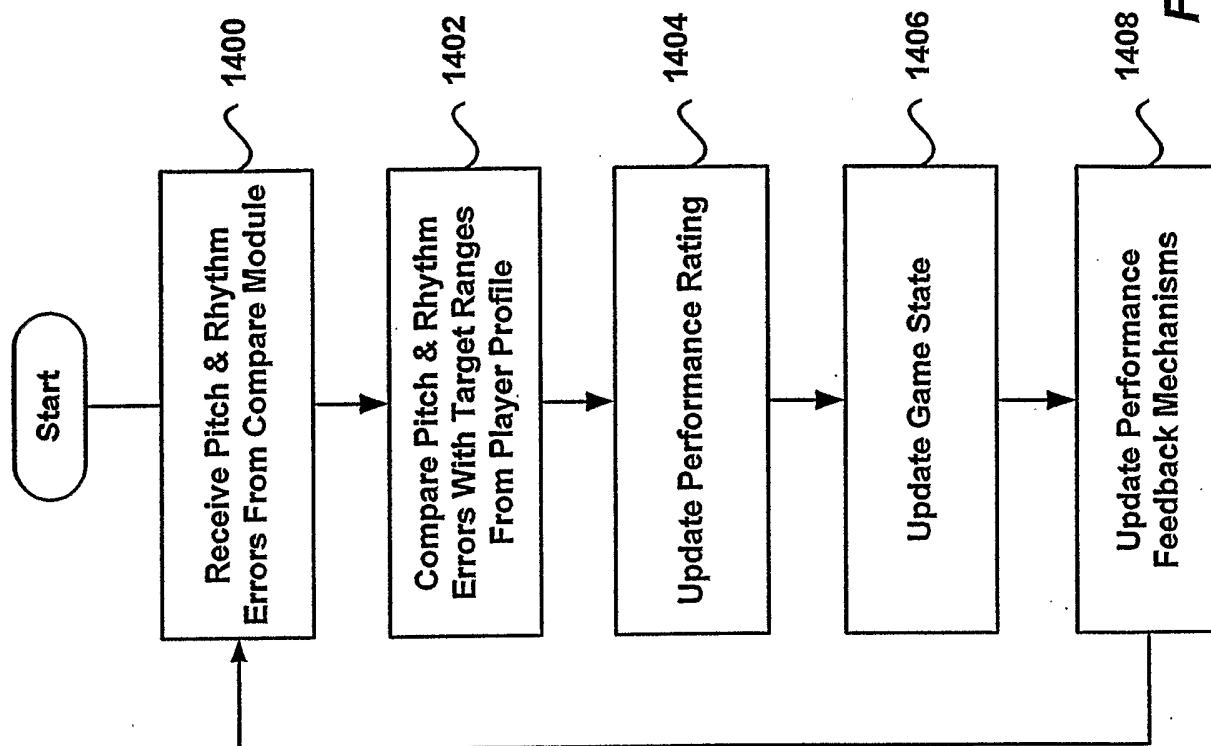 Start
Receive Pitch & Rhythm
Errors From Compare Module
1400
Compare Pitch & Rhythm
Errors With Target Ranges
From Player Profile
1402
Update Performance Rating
1404
Update Game State
1406
Update Performance
Feedback Mechanisms
1408
F